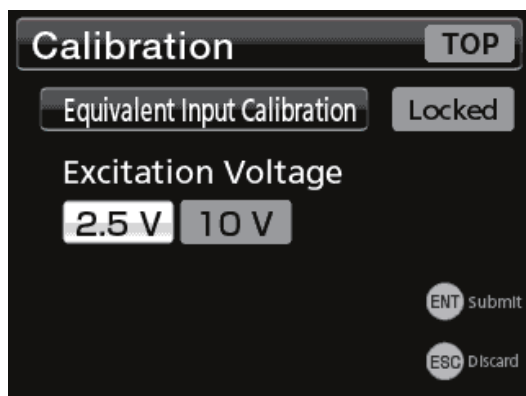 Calibration TOP
Equivalent Input Calibration Locked
Excitation Voltage
2.5 V 10 V
ENT Submit
ESC Discard